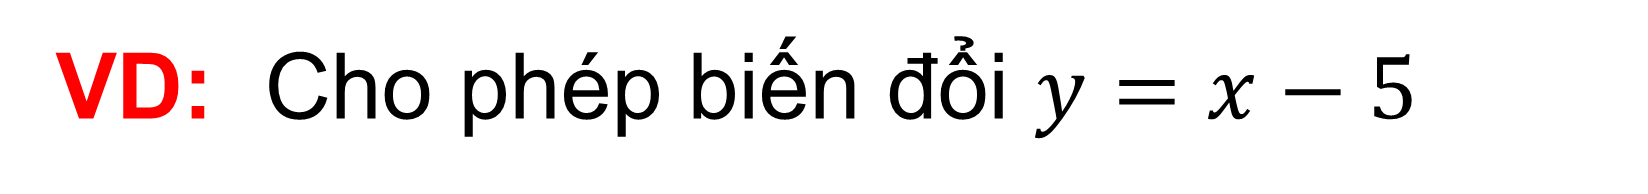 VD: Cho phép biến đổi y = x − 5